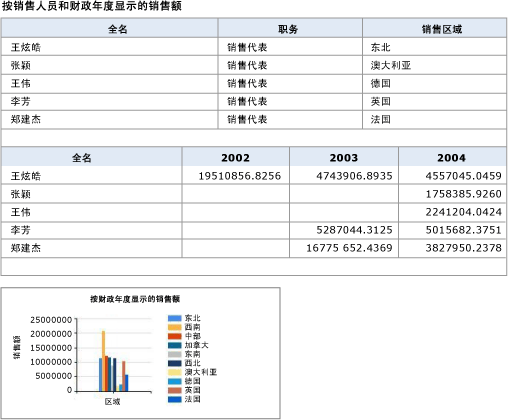 按销售人员和财政年度显示的销售额
全名 职务 销售区域
王炫皓 销售代表 东北
张颖 销售代表 澳大利亚
王伟 销售代表 德国
李芳 销售代表 英国
郑建杰 销售代表 法国
全名 2002 2003 2004
王炫皓 19510856.8256 4743906.8935 4557045.0459
张颖 1758385.9260
王伟 2241204.0424
李芳 5287044.3125 5015682.3751
郑建杰 16775 652.4369 3827950.2378
按财政年度显示的销售额
销售额
25000000
20000000
15000000
10000000
5000000
0
区域
东北
西南
中部
加拿大
东南
西北
澳大利亚
德国
英国
法国